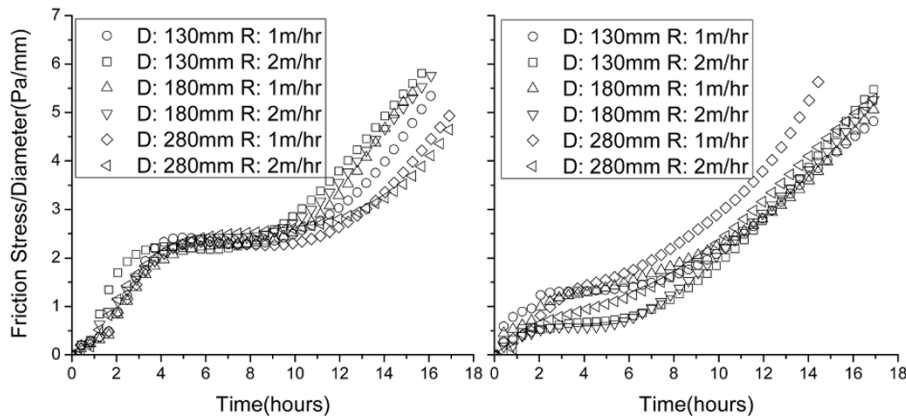 Friction Stress/Diameter(Pa/mm)
7
6
5
4
3
2
1
0
D: 130mm R: 1m/hr
D: 130mm R: 2m/hr
D: 180mm R: 1m/hr
D: 180mm R: 2m/hr
D: 280mm R: 1m/hr
D: 280mm R: 2m/hr
0 2 4 6 8 10 12 14 16 18
Time(hours)
D: 130mm R: 1m/hr
D: 130mm R: 2m/hr
D: 180mm R: 1m/hr
D: 180mm R: 2m/hr
D: 280mm R: 1m/hr
D: 280mm R: 2m/hr
0 2 4 6 8 10 12 14 16 18
Time(hours)